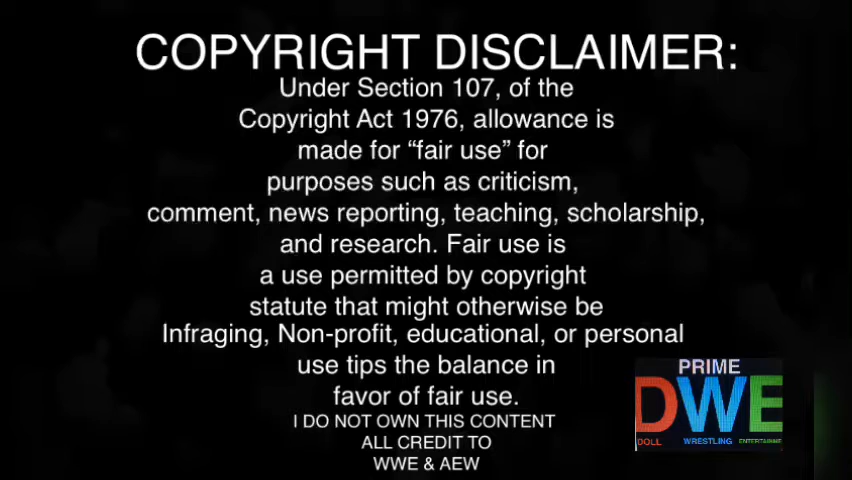 COPYRIGHT DISCLAIMER:
Under Section 107, of the
Copyright Act 1976, allowance is
made for “fair use” for
purposes such as criticism,
comment, news reporting, teaching, scholarship,
and research. Fair use is
a use permitted by copyright
statute that might otherwise be
Infraging, Non-profit, educational, or personal
use tips the balance in
favor of fair use.
I DO NOT OWN THIS CONTENT
ALL CREDIT TO
WWE & AEW
PRIME
DWE
DOLL WRESTLING ENTERTAINME